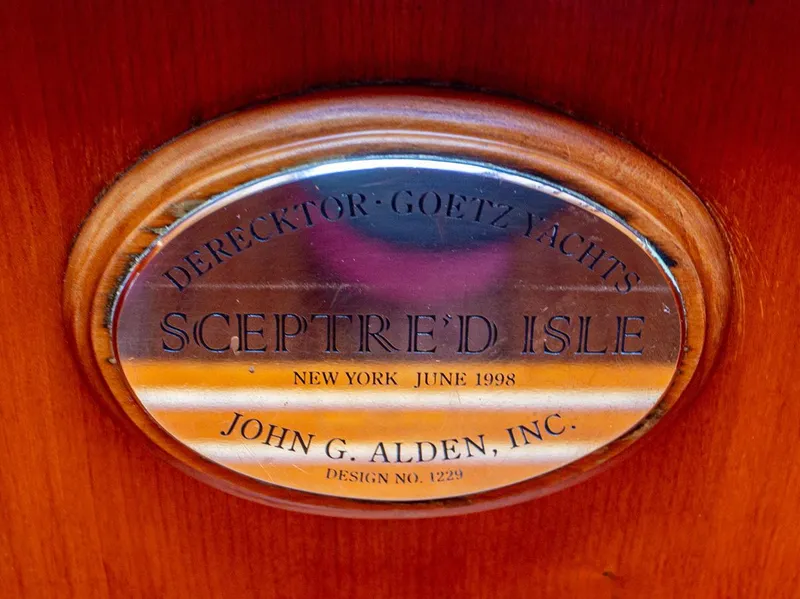 DERECKTOR · GOETZ YACHTS
SCEPTRE'D ISLE
NEW YORK JUNE 1998
JOHN G. ALDEN, INC.
DESIGN NO. 1229